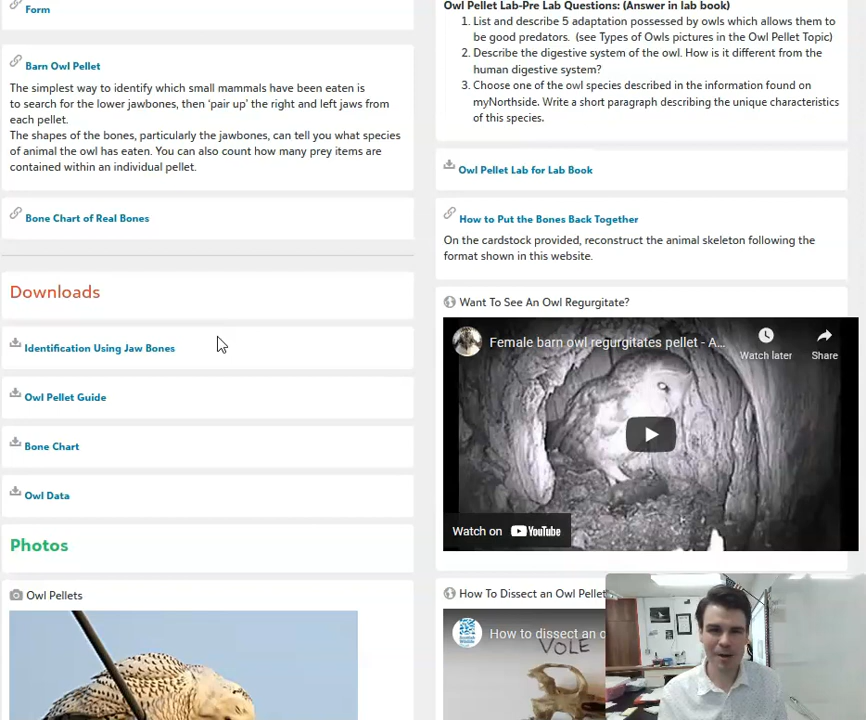 Form
Barn Owl Pellet
The simplest way to identify which small mammals have been eaten is
to search for the lower jawbones, then ‘pair up’ the right and left jaws from
each pellet.
The shapes of the bones, particularly the jawbones, can tell you what species
of animal the owl has eaten. You can also count how many prey items are
contained within an individual pellet.
Bone Chart of Real Bones
Downloads
Identification Using Jaw Bones
Owl Pellet Guide
Bone Chart
Owl Data
Photos
Owl Pellets
Owl Pellet Lab-Pre Lab Questions: (Answer in lab book)
1. List and describe 5 adaptation possessed by owls which allows them to
be good predators. (see Types of Owls pictures in the Owl Pellet Topic)
2. Describe the digestive system of the owl. How is it different from the
human digestive system?
3. Choose one of the owl species described in the information found on
myNorthside. Write a short paragraph describing the unique characteristics
of this species.
Owl Pellet Lab for Lab Book
How to Put the Bones Back Together
On the cardstock provided, reconstruct the animal skeleton following the
format shown in this website.
Want To See An Owl Regurgitate?
Female barn owl regurgitates pellet - A...
Watch later
Share
Watch on YouTube
How To Dissect an Owl Pellet
How to dissect an o
VOLE